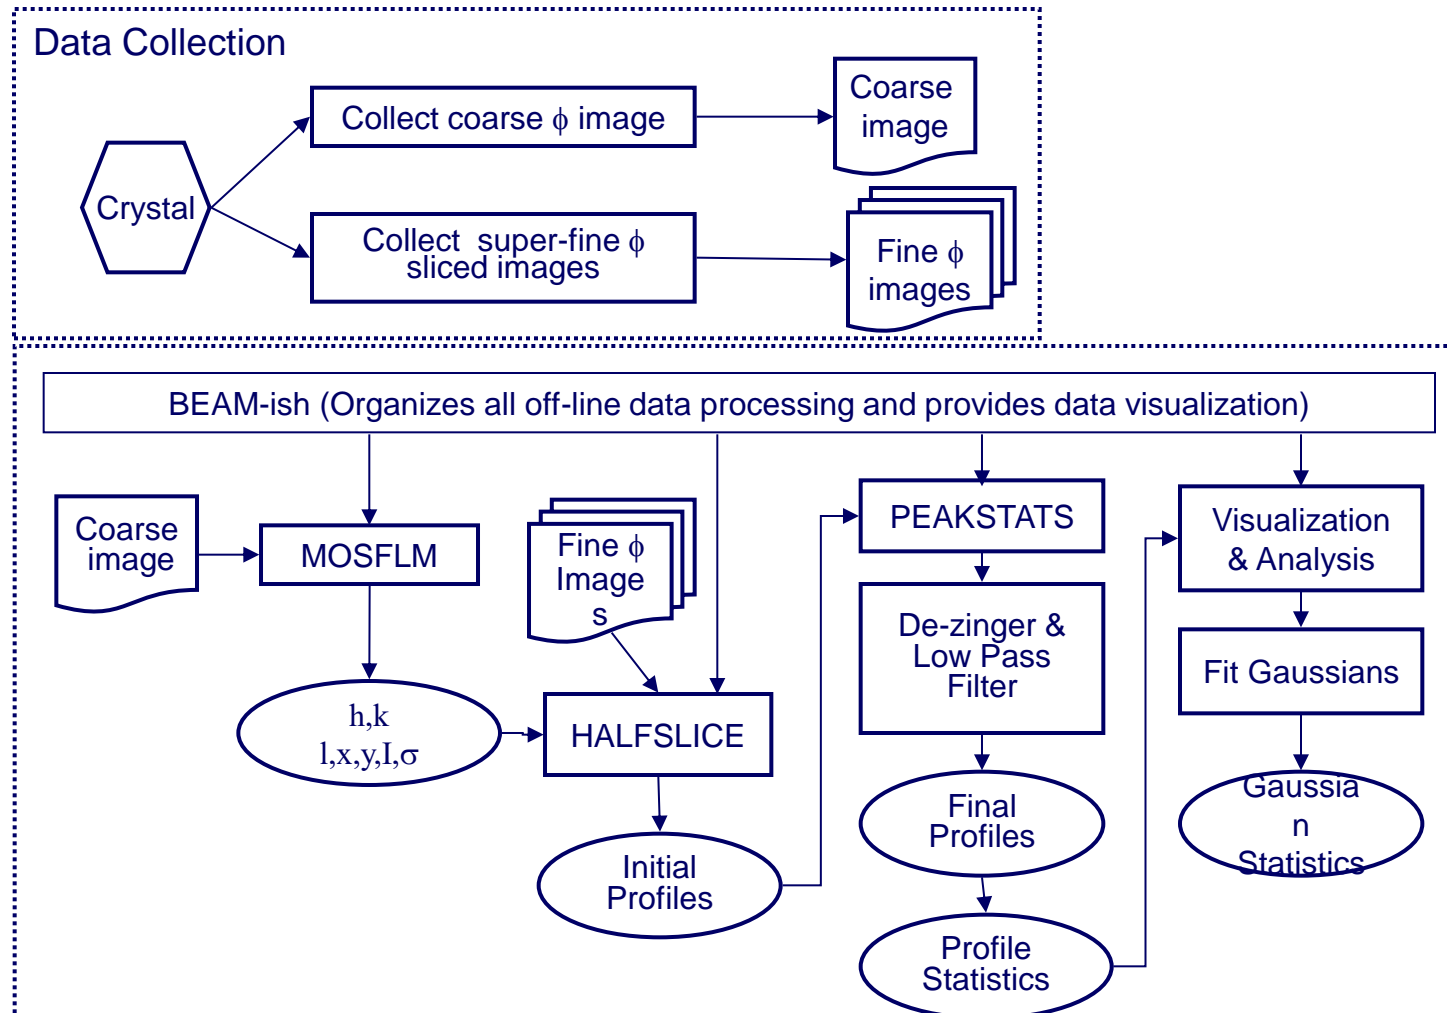 Data Collection
Collect coarse ϕ image
Coarse
image
Crystal
Collect super-fine ϕ
sliced images
Fine ϕ
images
BEAM-ish (Organizes all off-line data processing and provides data visualization)
Coarse
image
MOSFLM
Fine ϕ
Image
s
PEAKSTATS
Visualization
& Analysis
De-zinger &
Low Pass
Filter
Fit Gaussians
h,k
l,x,y,I,σ
HALFSLICE
Final
Profiles
Gaussia
n
Statistics
Initial
Profiles
Profile
Statistics